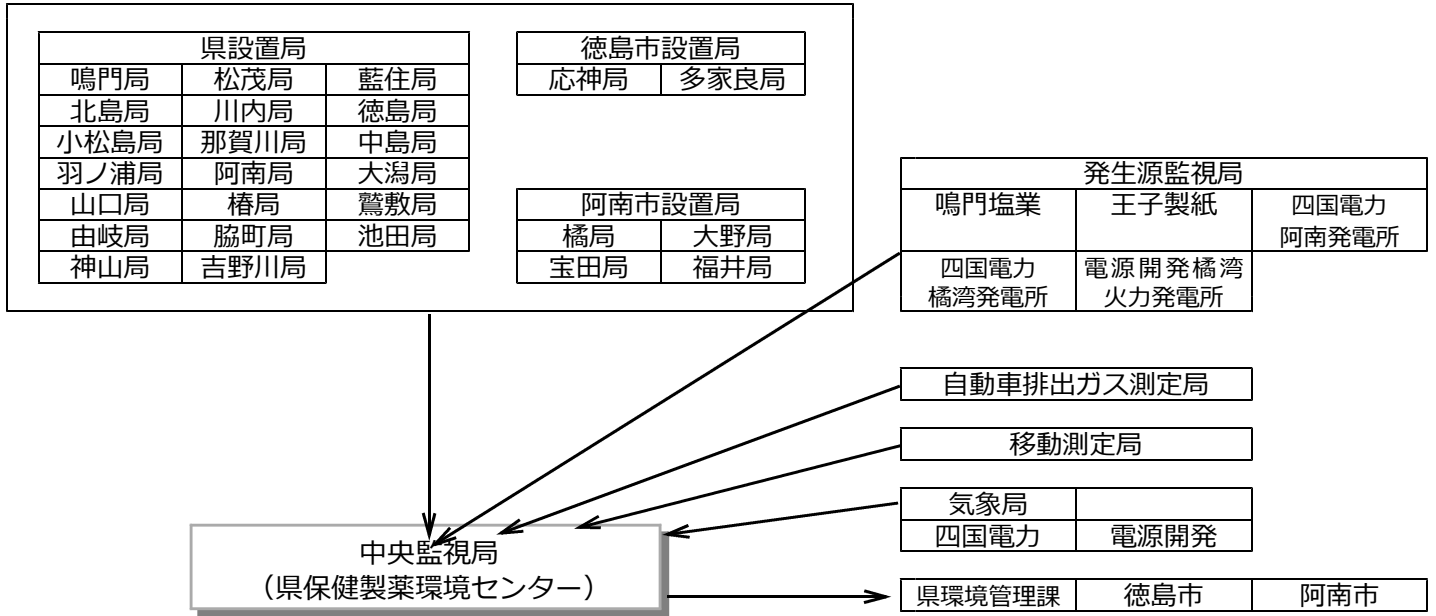 県設置局
鳴門局 松茂局 藍住局
北島局 川内局 徳島局
小松島局 那賀川局 中島局
羽ノ浦局 阿南局 大潟局
山口局 椿局 鷲敷局
由岐局 脇町局 池田局
神山局 吉野川局
徳島市設置局
応神局 多家良局
阿南市設置局
橘局 大野局
宝田局 福井局
発生源監視局
鳴門塩業 王子製紙 四国電力
阿南発電所
四国電力 電源開発橘湾
橘湾発電所 火力発電所
自動車排出ガス測定局
移動測定局
気象局
四国電力 電源開発
中央監視局
（県保健製薬環境センター）
県環境管理課 徳島市 阿南市